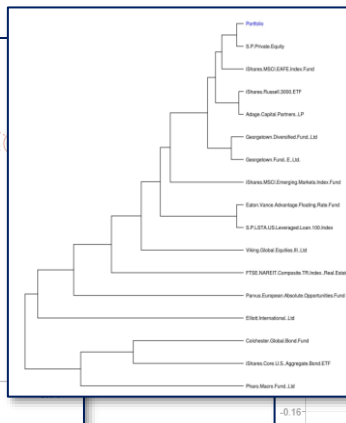 Portfolio
S.P.Private.Equity
iShares.MSCI.EAFE.Index.Fund
iShares.Russell.3000.ETF
Adage.Capital.Partners..LP
Georgetown.Diversified.Fund..Ltd
Georgetown.Fund..E..Ltd.
iShares.MSCI.Emerging.Markets.Index.Fund
Eaton.Vance.Advantage.Floating.Rate.Fund
S.P.LSTA.US.Leveraged.Loan.100.Index
Viking.Global.Equities.III..Ltd
FTSE.NAREIT.Composite.TR.Index..Real.Estate
Parvus.European.Absolute.Opportunities.Fund
Elliott.International..Ltd
Colchester.Global.Bond.Fund
iShares.Core.U.S..Aggregate.Bond.ETF
Pharo.Macro.Fund..Ltd
-0.16